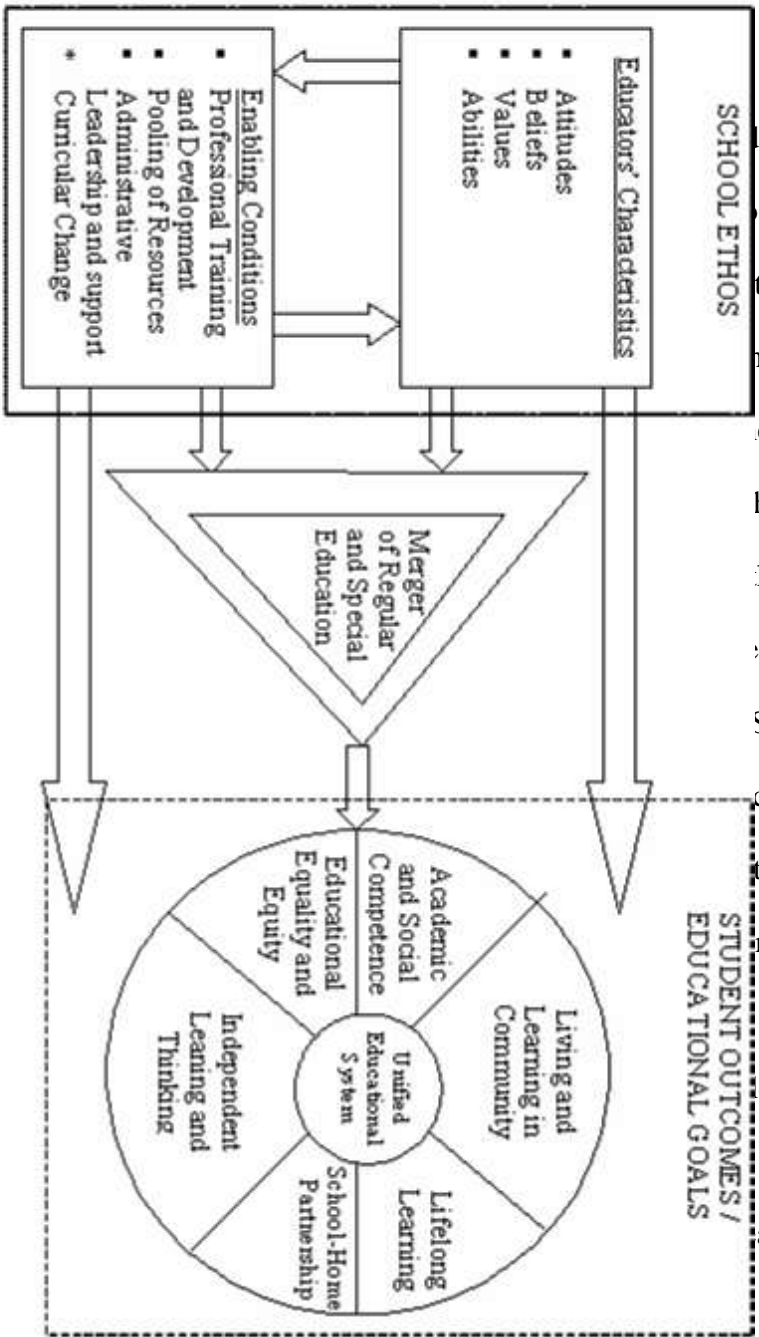 SCHOOL ETHOS
Educators' Characteristics
▪ Attitudes
▪ Beliefs
▪ Values
▪ Abilities
Enabling Conditions
▪ Professional Training
and Development
▪ Pooling of Resources
▪ Administrative
Leadership and support
* Curricular Change
Merger
of Regular
and Special
Education
STUDENT OUTCOMES /
EDUCATIONAL GOALS
Academic
and Social
Competence
Living and
Learning in
Community
Lifelong
Learning
School-Home
Partnership
Independent
Leaning and
Thinking
Educational
Equality and
Equity
Unified
Educational
System